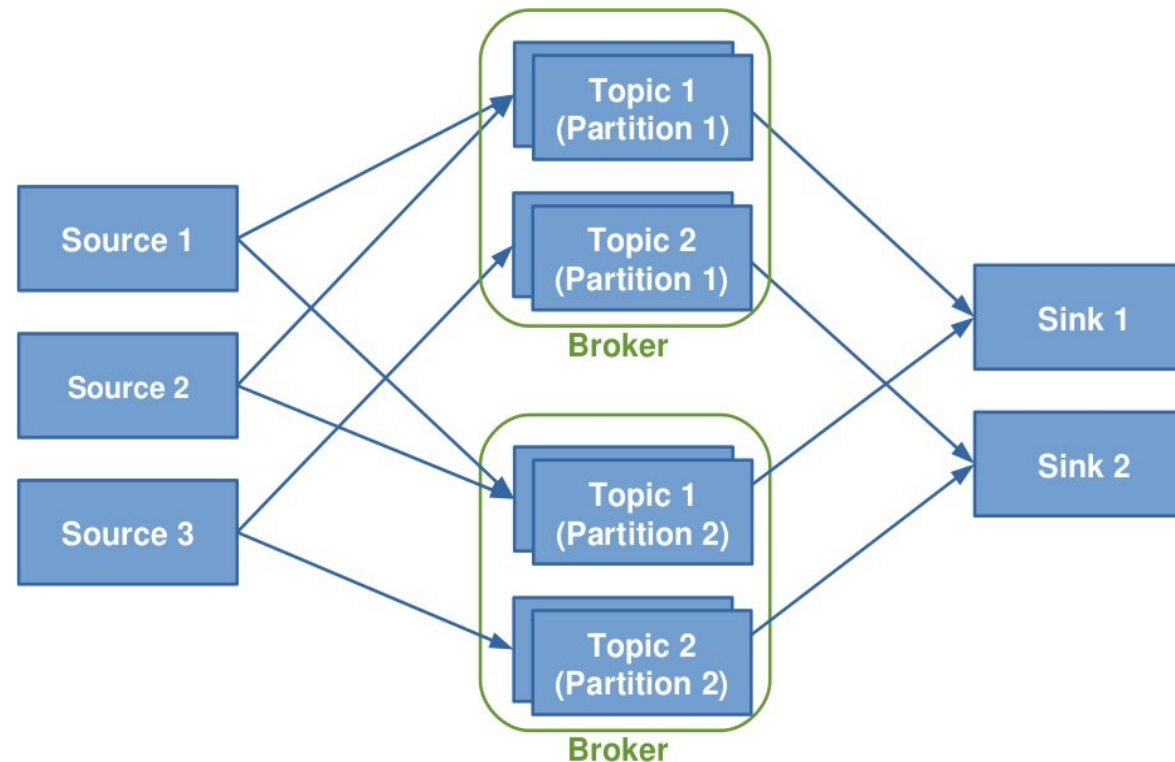 Source 1
Source 2
Source 3
Topic 1
(Partition 1)
Topic 2
(Partition 1)
Broker
Topic 1
(Partition 2)
Topic 2
(Partition 2)
Broker
Sink 1
Sink 2